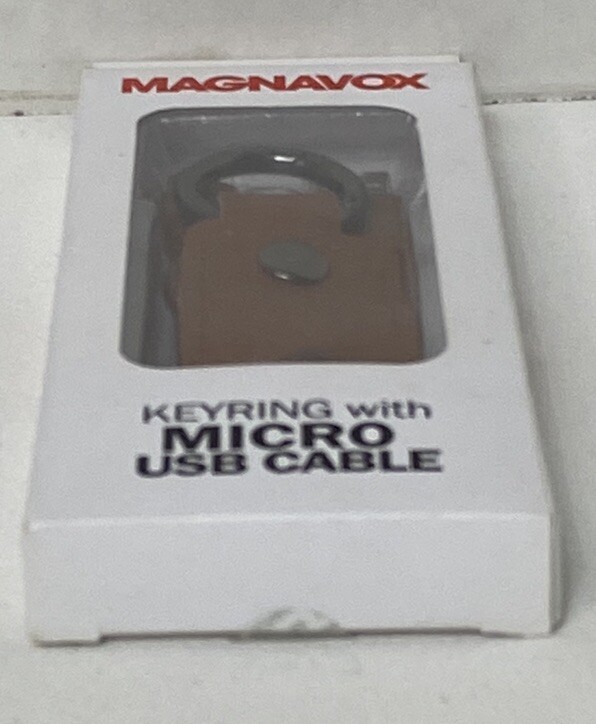 MAGNAVOX
KEYRING with
MICRO
USB CABLE